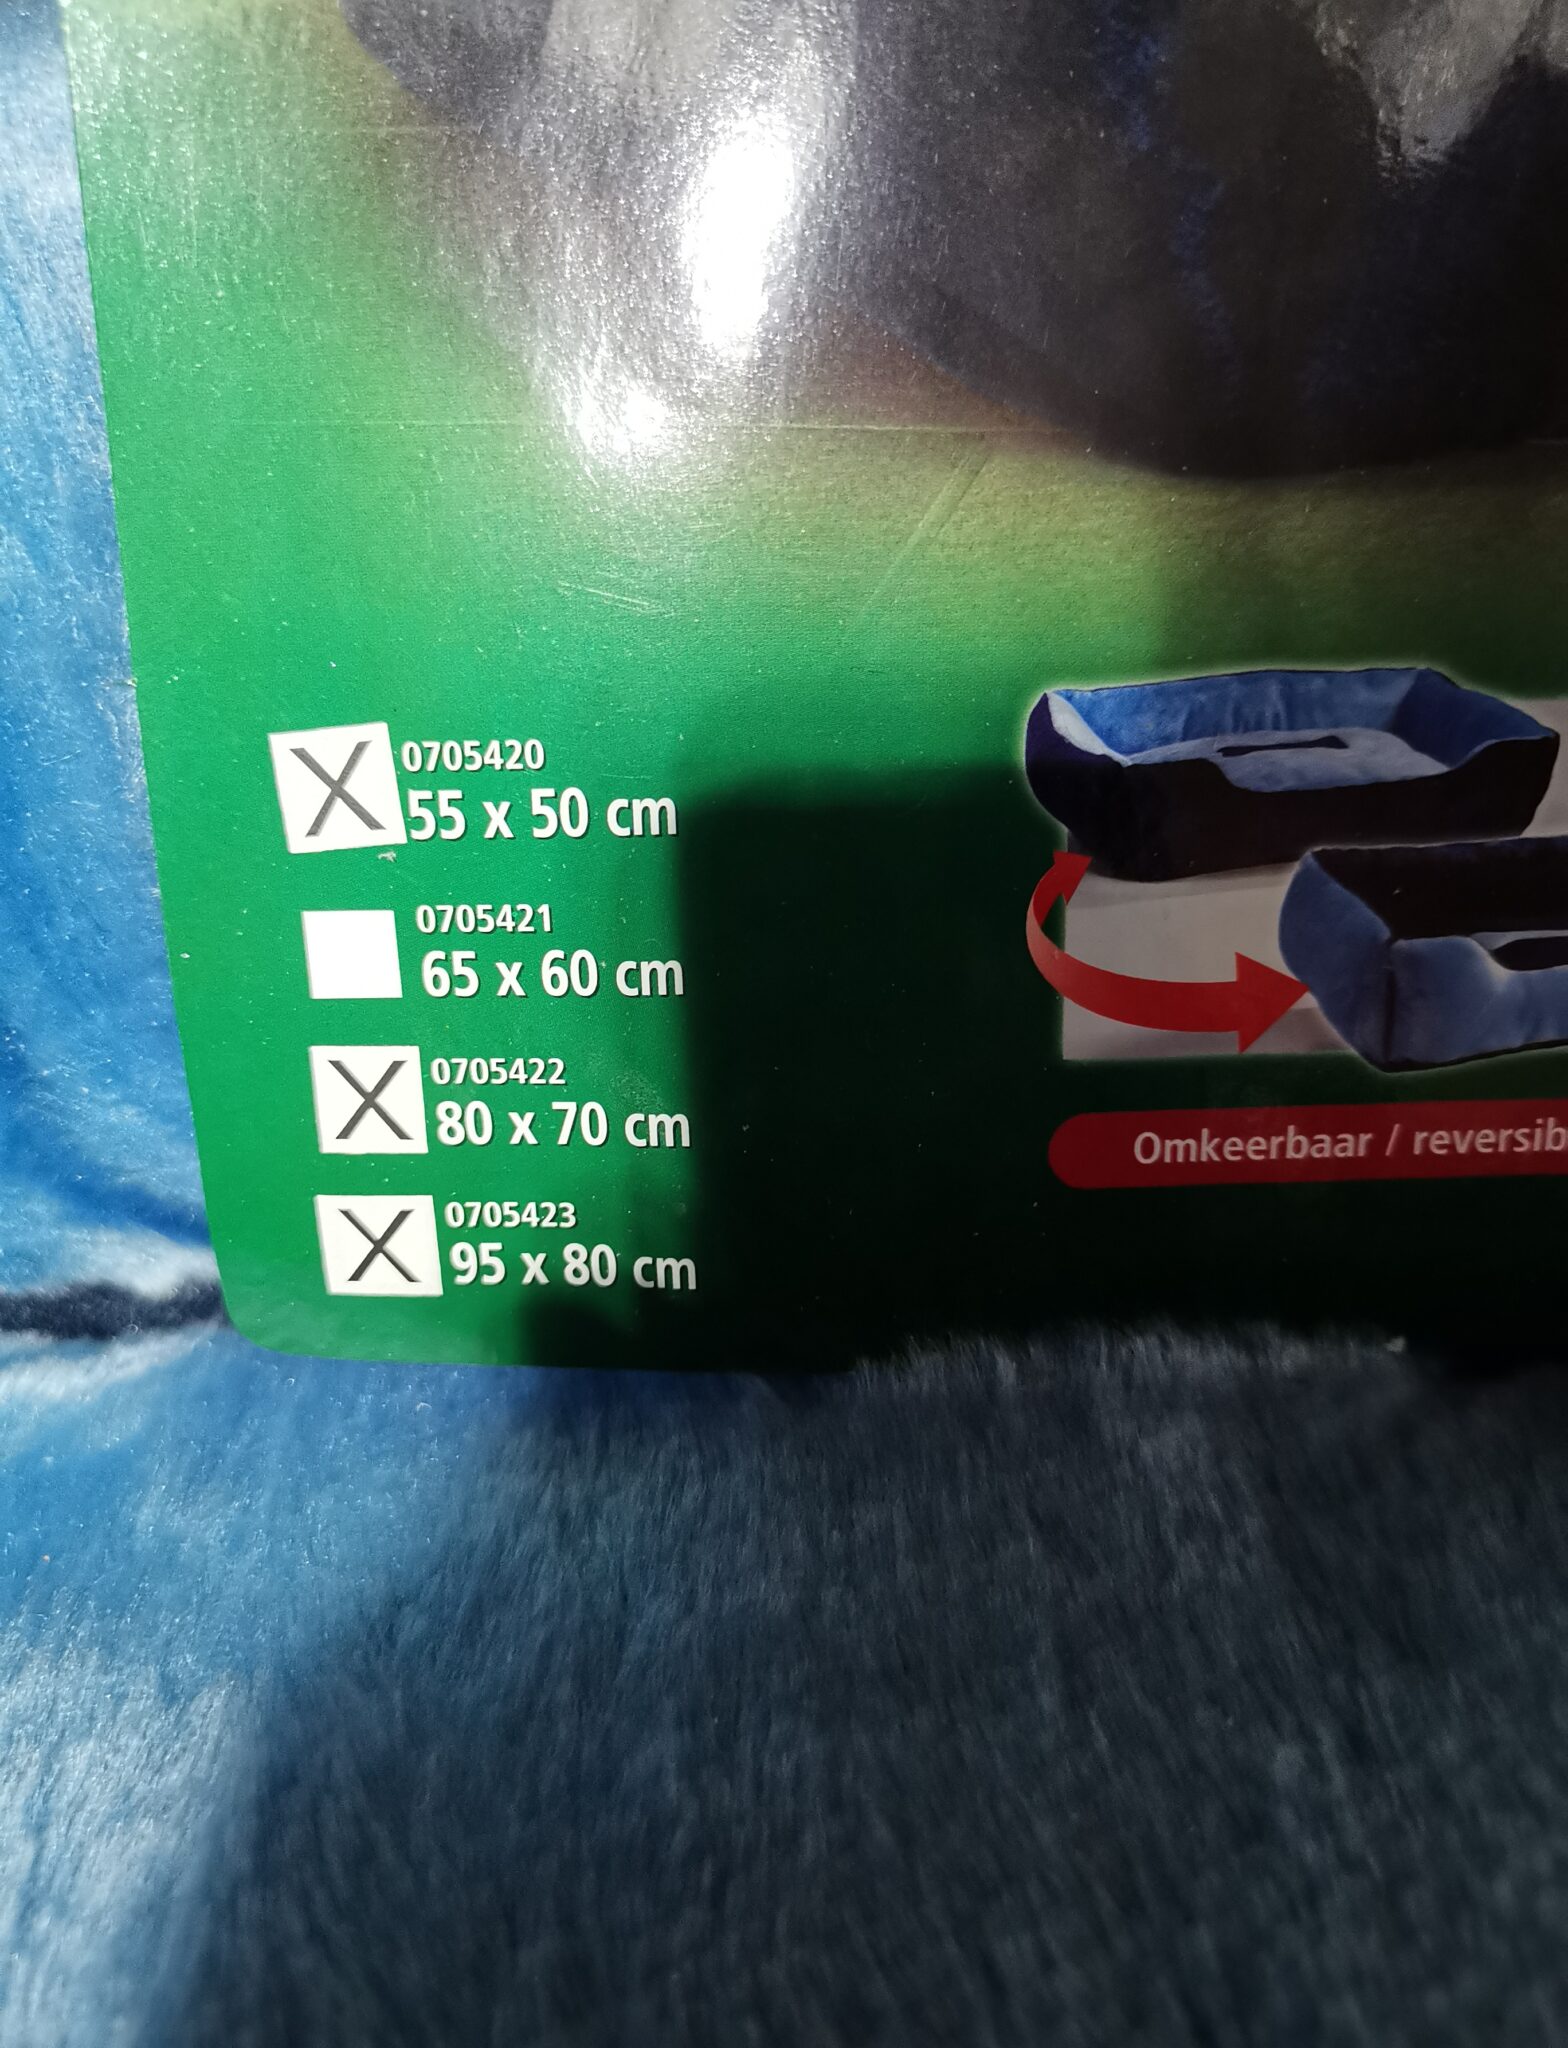 X 0705420
55 x 50 cm
0705421
65 x 60 cm
X 0705422
80 x 70 cm
X 0705423
95 x 80 cm
Omkeerbaar / reversib